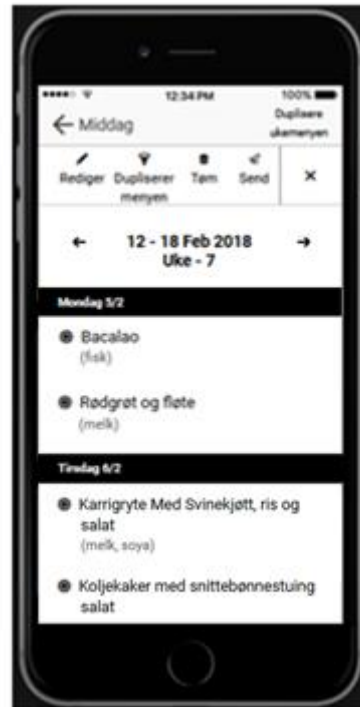 12:34 PM
100%
Middag
Duplisere
ukemenyen
Rediger
Dupliserer
menyen
Tøm
Send
12 - 18 Feb 2018
Uke - 7
Mondag 5/2
Bacalao
(fisk)
Rødgrøt og fløte
(melk)
Tirsdag 6/2
Karrigryte Med Svinekjøtt, ris og
salat
(melk, soya)
Koljekaker med snittebønnestuing
salat